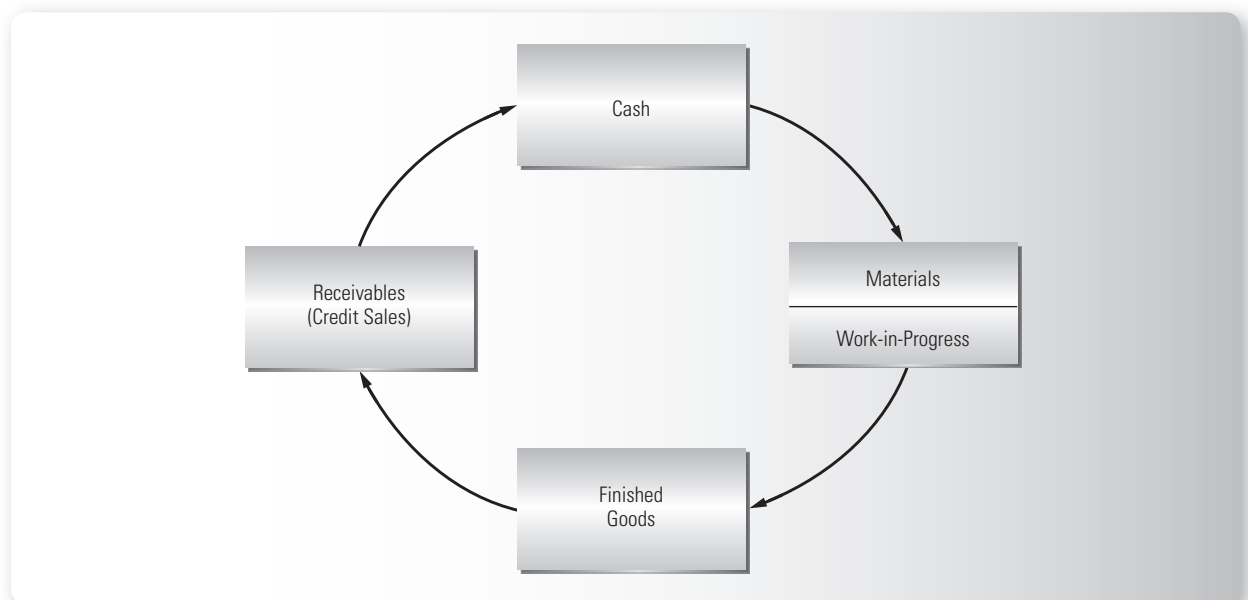 Cash
Materials
Work-in-Progress
Finished
Goods
Receivables
(Credit Sales)